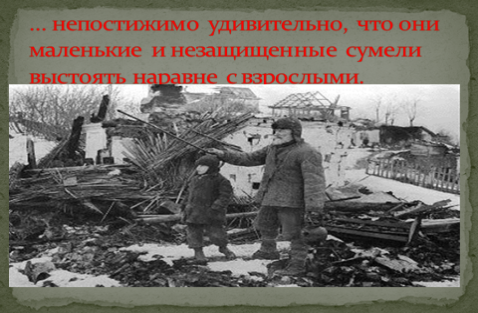 ... непостижимо удивительно, что они
маленькие и незащищенные сумели
выстоять наравне с взрослыми.